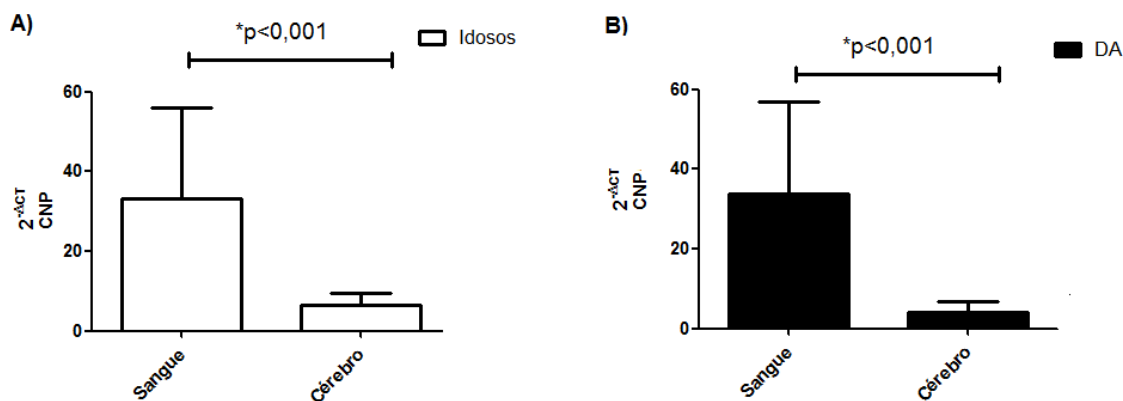 A)
*p<0,001
Idosos
60
40
20
0
2^-ΔCT
CNP
Sangue
Cérebro
B)
*p<0,001
DA
60
40
20
0
2^-ΔCT
CNP
Sangue
Cérebro